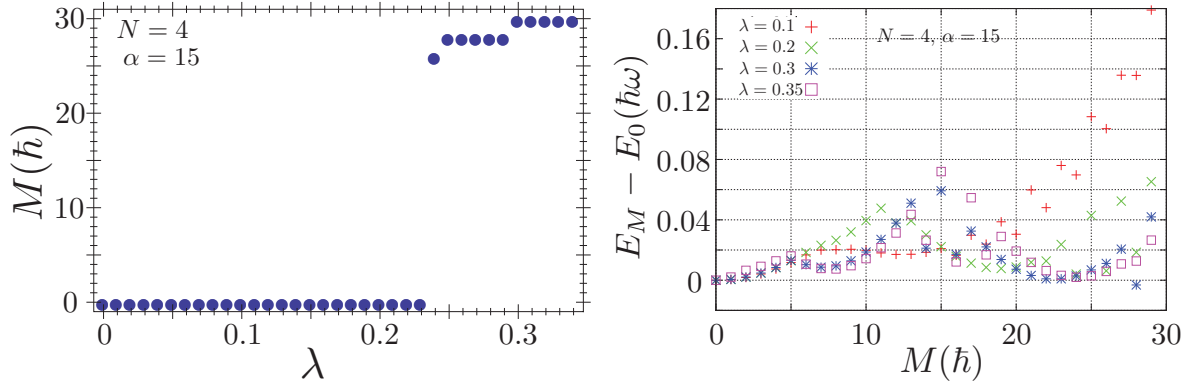 N = 4
α = 15
M(ħ)
30
20
10
0
0
0.1
0.2
0.3
λ
λ = 0.1
λ = 0.2
λ = 0.3
λ = 0.35
N = 4, α = 15
E_M − E_0(ħω)
0.16
0.12
0.08
0.04
0
0
10
20
30
M(ħ)